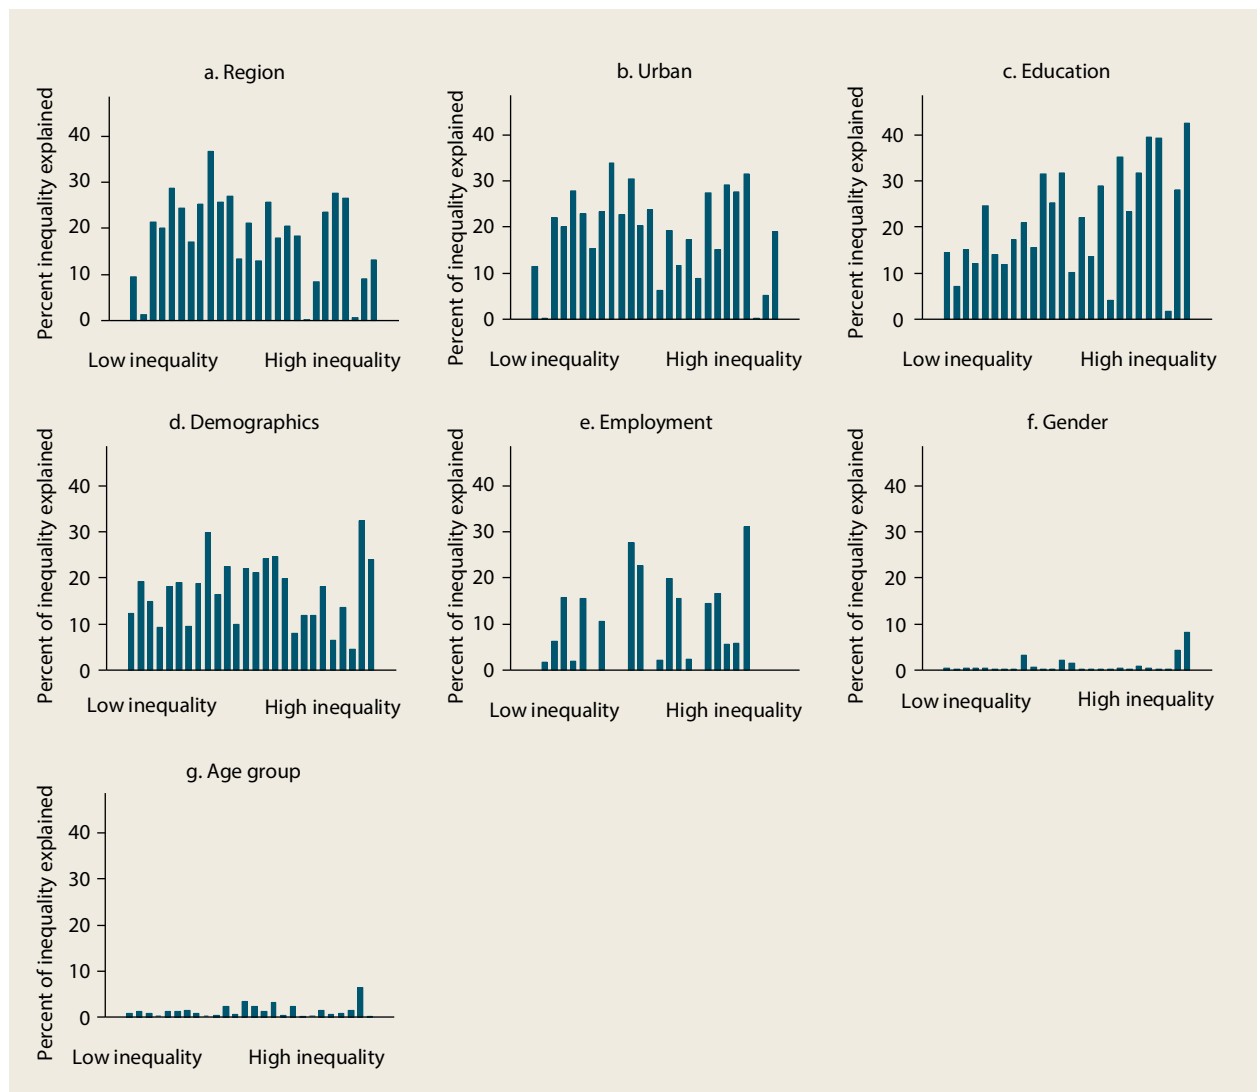 a. Region
Percent inequality explained
40
30
20
10
0
Low inequality High inequality
b. Urban
Percent of inequality explained
40
30
20
10
0
Low inequality High inequality
c. Education
Percent of inequality explained
40
30
20
10
0
Low inequality High inequality
d. Demographics
Percent of inequality explained
40
30
20
10
0
Low inequality High inequality
e. Employment
Percent of inequality explained
40
30
20
10
0
Low inequality High inequality
f. Gender
Percent of inequality explained
40
30
20
10
0
Low inequality High inequality
g. Age group
Percent of inequality explained
40
30
20
10
0
Low inequality High inequality